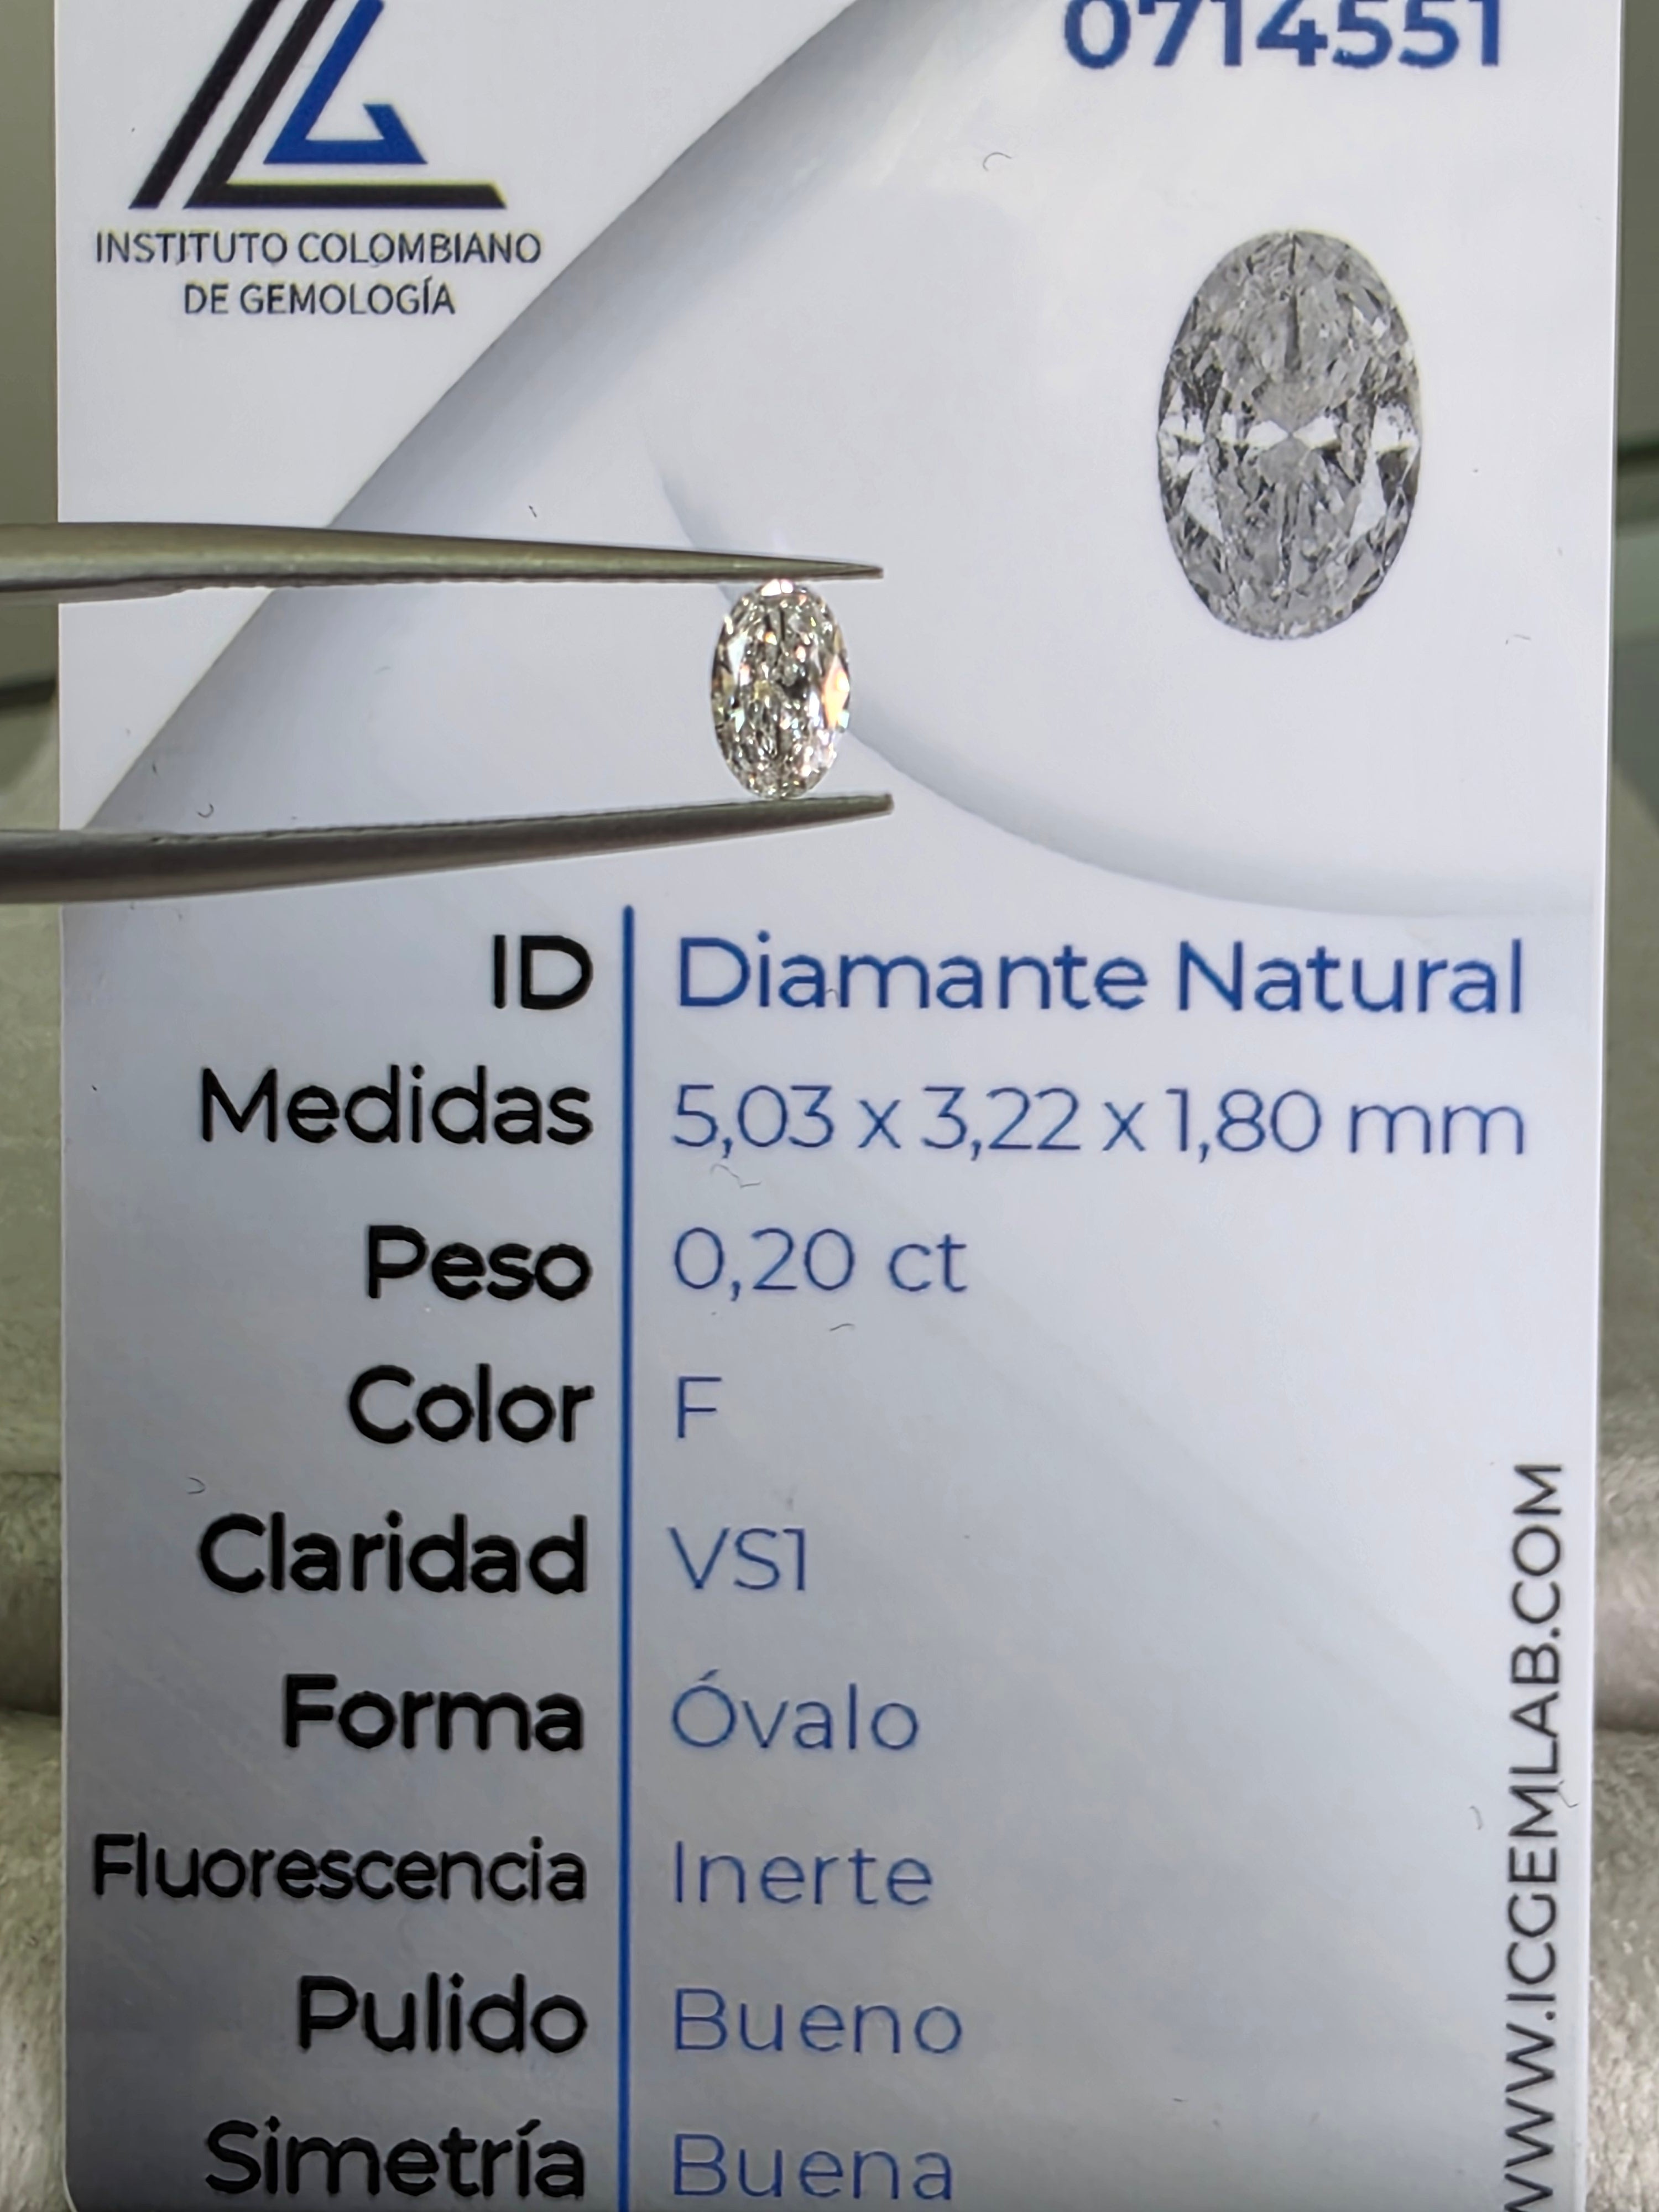 0714551
INSTITUTO COLOMBIANO
DE GEMOLOGÍA
ID Diamante Natural
Medidas 5,03 x 3,22 x 1,80 mm
Peso 0,20 ct
Color F
Claridad VS1
Forma Óvalo
Fluorescencia Inerte
Pulido Bueno
Simetría Buena
WWW.ICGEMLAB.COM